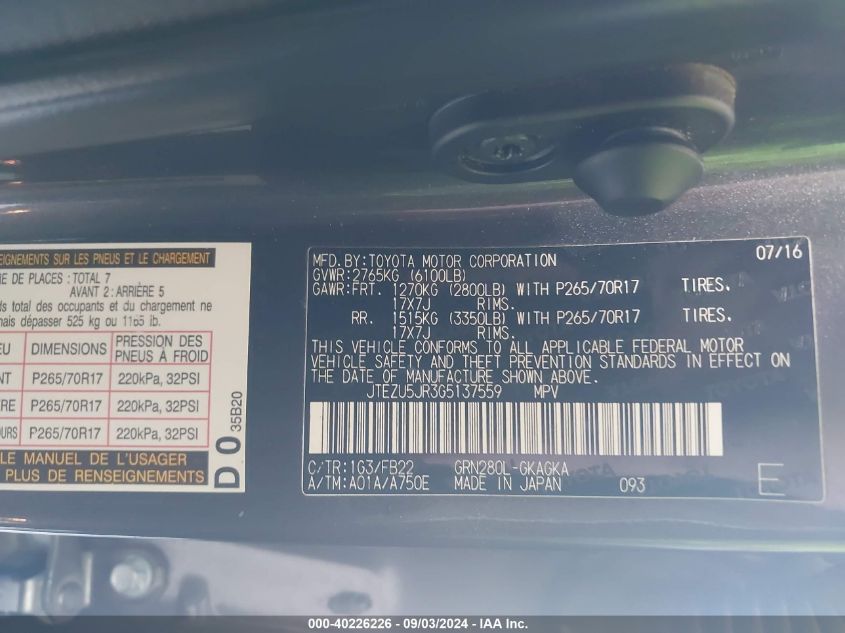 EIGNEMENTS SUR LES PNEUS ET LE CHARGEMENT
RE DE PLACES : TOTAL 7
AVANT 2 : ARRIÈRE 5
ds total des occupants et du chargement ne
mais dépasser 525 kg ou 1165 lb.
EU DIMENSIONS PRESSION DES PNEUS À FROID
ANT P265/70R17 220kPa, 32PSI
ÈRE P265/70R17 220kPa, 32PSI
OURS P265/70R17 220kPa, 32PSI
LE MANUEL DE L'USAGER
PLUS DE RENSEIGNEMENTS
D0 35B20
MFD.BY:TOYOTA MOTOR CORPORATION 07/16
GVWR:2765KG (6100LB)
GAWR:FRT. 1270KG (2800LB) WITH P265/70R17 TIRES.
17X7J RIMS.
RR. 1515KG (3350LB) WITH P265/70R17 TIRES.
17X7J RIMS.
THIS VEHICLE CONFORMS TO ALL APPLICABLE FEDERAL MOTOR
VEHICLE SAFETY AND THEFT PREVENTION STANDARDS IN EFFECT ON
THE DATE OF MANUFACTURE SHOWN ABOVE.
JTEZU5JR3G5137559 MPV
C/TR:1G3/FB22 GRN280L-GKAGKA
A/TM:A01A/A750E MADE IN JAPAN 093 E
000-40226226 - 09/03/2024 - IAA Inc.